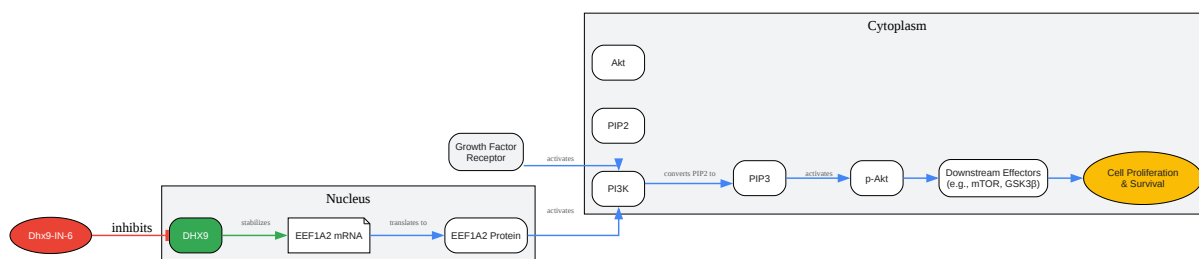 Cytoplasm
Akt
PIP2
Growth Factor
Receptor
activates
PI3K
converts PIP2 to
PIP3
activates
p-Akt
Downstream Effectors
(e.g., mTOR, GSK3β)
Cell Proliferation
& Survival
Nucleus
activates
Dhx9-IN-6
inhibits
DHX9
stabilizes
EEF1A2 mRNA
translates to
EEF1A2 Protein